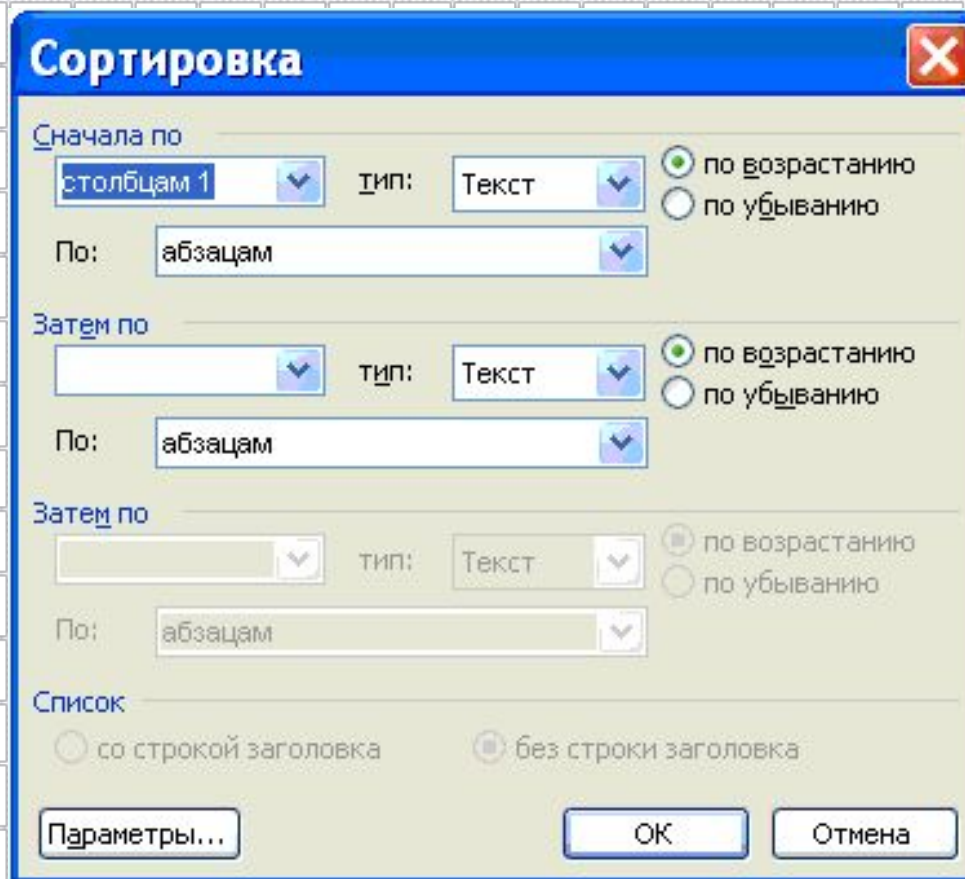 Сортировка
Сначала по
столбцам 1 тип: Текст по возрастанию
по убыванию
По: абзацам
Затем по
тип: Текст по возрастанию
по убыванию
По: абзацам
Затем по
тип: Текст по возрастанию
по убыванию
По: абзацам
Список
со строкой заголовка без строки заголовка
Параметры... ОК Отмена